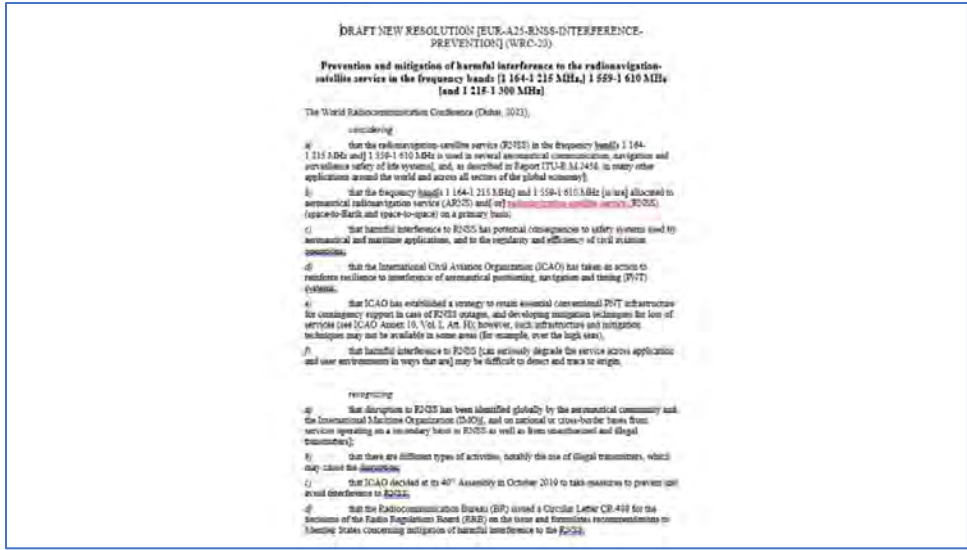 DRAFT NEW RESOLUTION [EUR-A25-RNSS-INTERFERENCE-
PREVENTION] (WRC-23)
Prevention and mitigation of harmful interference to the radionavigation-
satellite service in the frequency bands [1 164-1 215 MHz,] 1 559-1 610 MHz
[and 1 215-1 300 MHz]
The World Radiocommunication Conference (Dubai, 2023),
considering
a) that the radionavigation-satellite service (RNSS) in the frequency band[s 1 164-
1 215 MHz and] 1 559-1 610 MHz is used in several aeronautical communication, navigation and
surveillance safety of life systems[, and, as described in Report ITU-R M.2458, in many other
applications around the world and across all sectors of the global economy];
b) that the frequency band[s 1 164-1 215 MHz] and 1 559-1 610 MHz [is/are] allocated to
aeronautical radionavigation service (ARNS) and[ or] radionavigation satellite service (RNSS)
(space-to-Earth and space-to-space) on a primary basis;
c) that harmful interference to RNSS has potential consequences to safety systems used by
aeronautical and maritime applications, and to the regularity and efficiency of civil aviation
operations;
d) that the International Civil Aviation Organization (ICAO) has taken an action to
reinforce resilience to interference of aeronautical positioning, navigation and timing (PNT)
systems;
e) that ICAO has established a strategy to retain essential conventional PNT infrastructure
for contingency support in case of RNSS outages, and developing mitigation techniques for loss of
services (see ICAO Annex 10, Vol. I, Att. H); however, such infrastructure and mitigation
techniques may not be available in some areas (for example, over the high seas);
f) that harmful interference to RNSS [can seriously degrade the service across application
and user environments in ways that are] may be difficult to detect and trace to origin,
recognizing
a) that disruption to RNSS has been identified globally by the aeronautical community and
the International Maritime Organization (IMO)[, and on national or cross-border bases from
services operating on a secondary basis to RNSS as well as from unauthorized and illegal
transmitters];
b) that there are different types of activities, notably the use of illegal transmitters, which
may cause the disruption;
c) that ICAO decided at its 40th Assembly in October 2019 to take measures to prevent and
avoid interference to RNSS;
d) that the Radiocommunication Bureau (BR) issued a Circular Letter CR-488 for the
decisions of the Radio Regulations Board (RRB) on the issue and formulates recommendations to
Member States concerning mitigation of harmful interference to the RNSS;